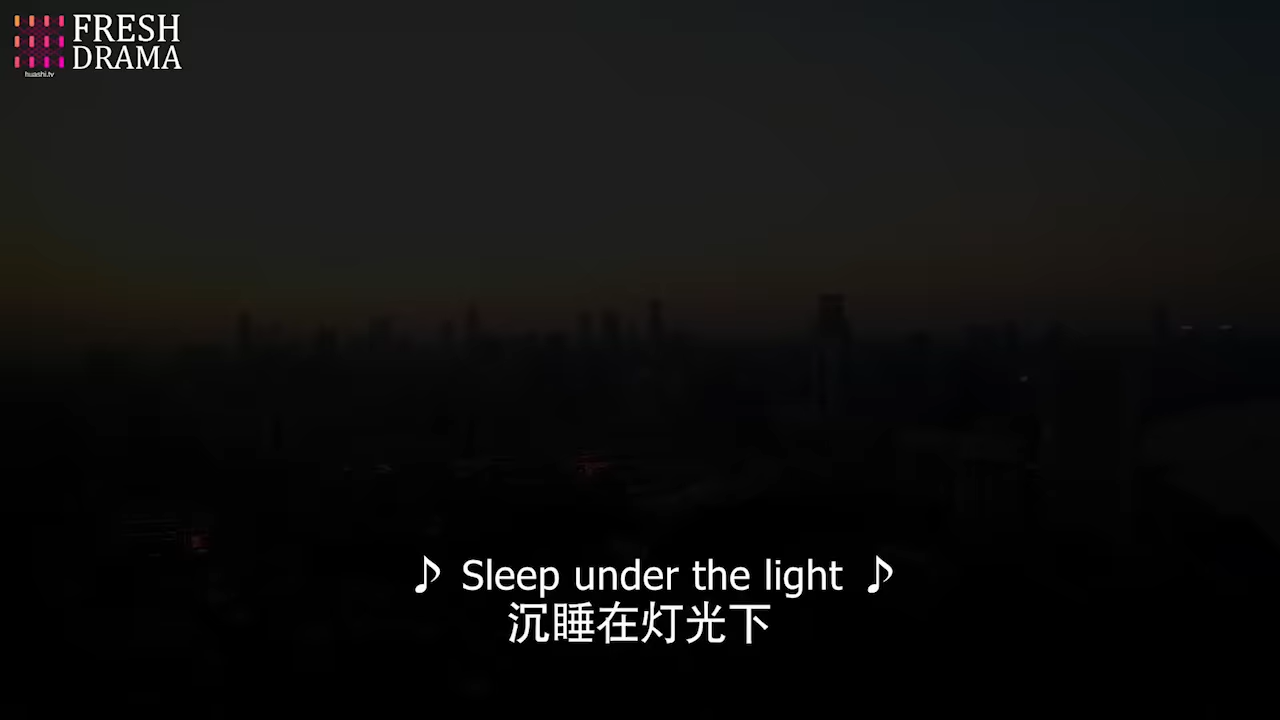 FRESH
DRAMA
huashi.tv
♪ Sleep under the light ♪
沉睡在灯光下